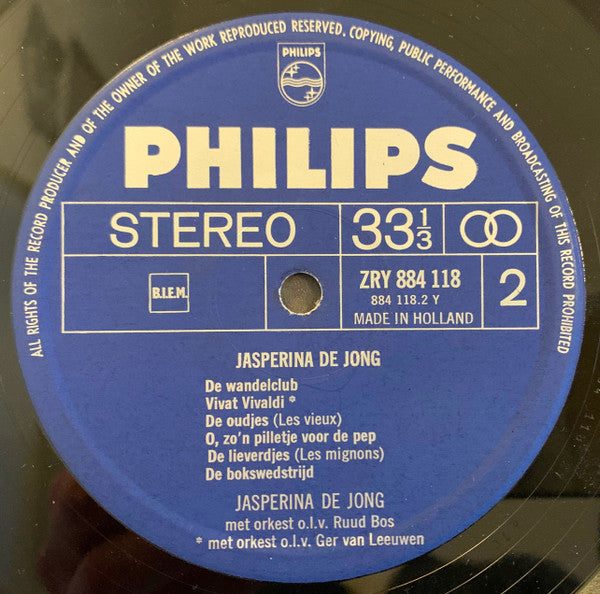 ALL RIGHTS OF THE RECORD PRODUCER AND OF THE OWNER OF THE WORK REPRODUCED RESERVED. COPYING, PUBLIC PERFORMANCE AND BROADCASTING OF THIS RECORD PROHIBITED
PHILIPS
PHILIPS
STEREO 33⅓
B.I.E.M. ZRY 884 118 2
884 118.2 Y
MADE IN HOLLAND
JASPERINA DE JONG
De wandelclub
Vivat Vivaldi *
De oudjes (Les vieux)
O, zo'n pilletje voor de pep
De lieverdjes (Les mignons)
De bokswedstrijd
JASPERINA DE JONG
met orkest o.l.v. Ruud Bos
* met orkest o.l.v. Ger van Leeuwen